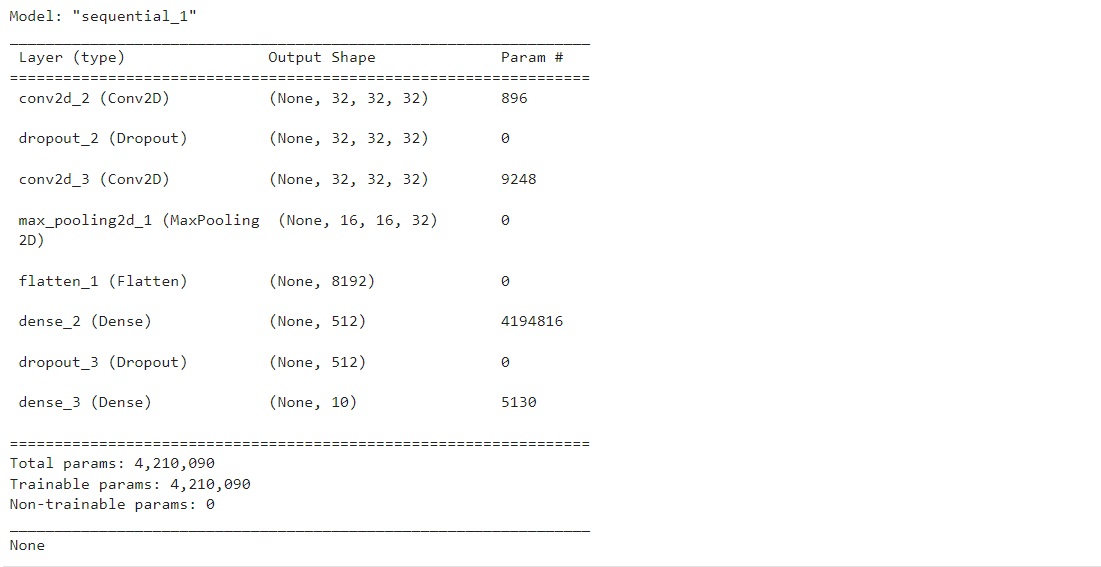 Model: "sequential_1"
_________________________________________________________________
Layer (type) Output Shape Param #
=================================================================
conv2d_2 (Conv2D) (None, 32, 32, 32) 896
dropout_2 (Dropout) (None, 32, 32, 32) 0
conv2d_3 (Conv2D) (None, 32, 32, 32) 9248
max_pooling2d_1 (MaxPooling (None, 16, 16, 32) 0
2D)
flatten_1 (Flatten) (None, 8192) 0
dense_2 (Dense) (None, 512) 4194816
dropout_3 (Dropout) (None, 512) 0
dense_3 (Dense) (None, 10) 5130
=================================================================
Total params: 4,210,090
Trainable params: 4,210,090
Non-trainable params: 0
_________________________________________________________________
None